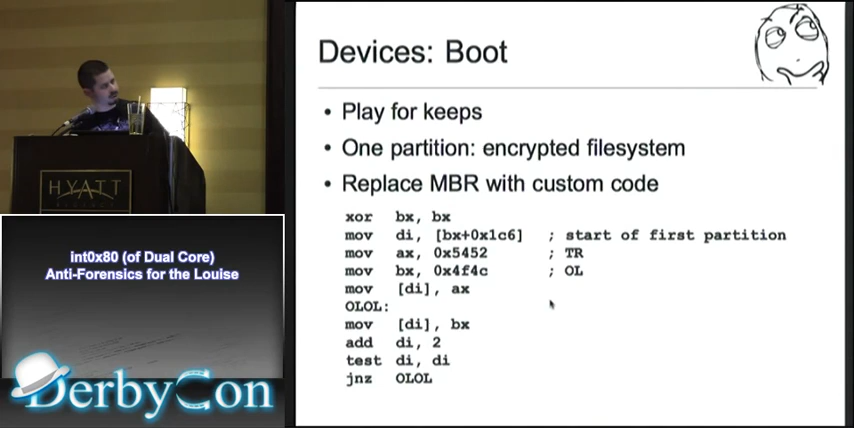 Devices: Boot
• Play for keeps
• One partition: encrypted filesystem
• Replace MBR with custom code
xor bx, bx
mov di, [bx+0x1c6] ; start of first partition
mov ax, 0x5452 ; TR
mov bx, 0x4f4c ; OL
mov [di], ax
OLOL:
mov [di], bx
add di, 2
test di, di
jnz OLOL
HYATT
int0x80 (of Dual Core)
Anti-Forensics for the Louise
DerbyCon